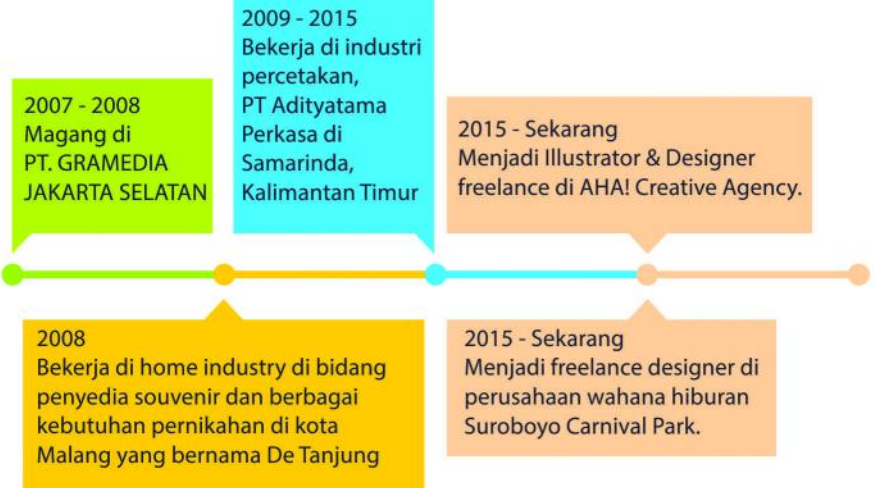 2007 - 2008
Magang di
PT. GRAMEDIA
JAKARTA SELATAN
2008
Bekerja di home industry di bidang
penyedia souvenir dan berbagai
kebutuhan pernikahan di kota
Malang yang bernama De Tanjung
2009 - 2015
Bekerja di industri
percetakan,
PT Adityatama
Perkasa di
Samarinda,
Kalimantan Timur
2015 - Sekarang
Menjadi Illustrator & Designer
freelance di AHA! Creative Agency.
2015 - Sekarang
Menjadi freelance designer di
perusahaan wahana hiburan
Suroboyo Carnival Park.